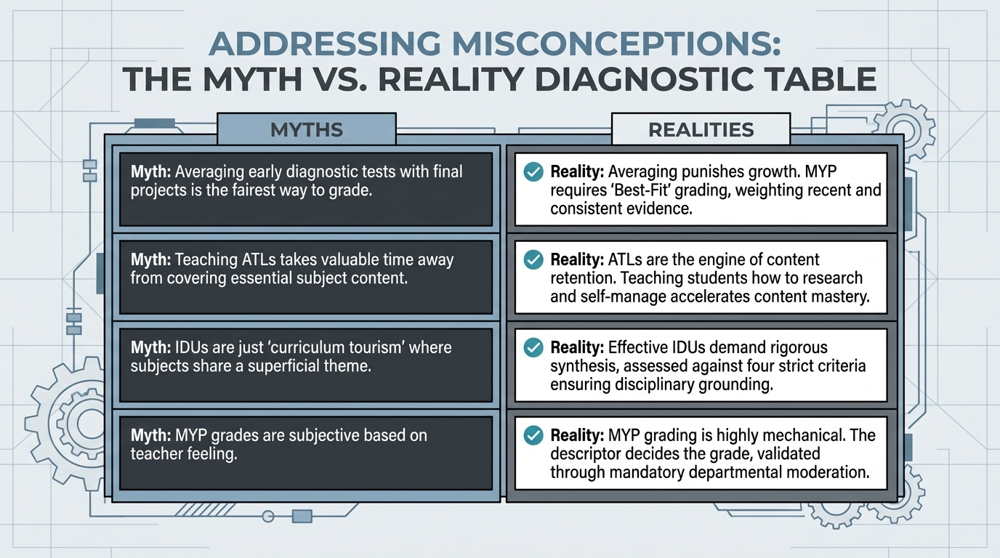 ADDRESSING MISCONCEPTIONS:
THE MYTH VS. REALITY DIAGNOSTIC TABLE
MYTHS
REALITIES
Myth: Averaging early diagnostic tests with final
projects is the fairest way to grade.
Reality: Averaging punishes growth. MYP
requires ‘Best-Fit’ grading, weighting recent and
consistent evidence.
Myth: Teaching ATLs takes valuable time away
from covering essential subject content.
Reality: ATLs are the engine of content
retention. Teaching students how to research
and self-manage accelerates content mastery.
Myth: IDUs are just ‘curriculum tourism’ where
subjects share a superficial theme.
Reality: Effective IDUs demand rigorous
synthesis, assessed against four strict criteria
ensuring disciplinary grounding.
Myth: MYP grades are subjective based on
teacher feeling.
Reality: MYP grading is highly mechanical. The
descriptor decides the grade, validated
through mandatory departmental moderation.